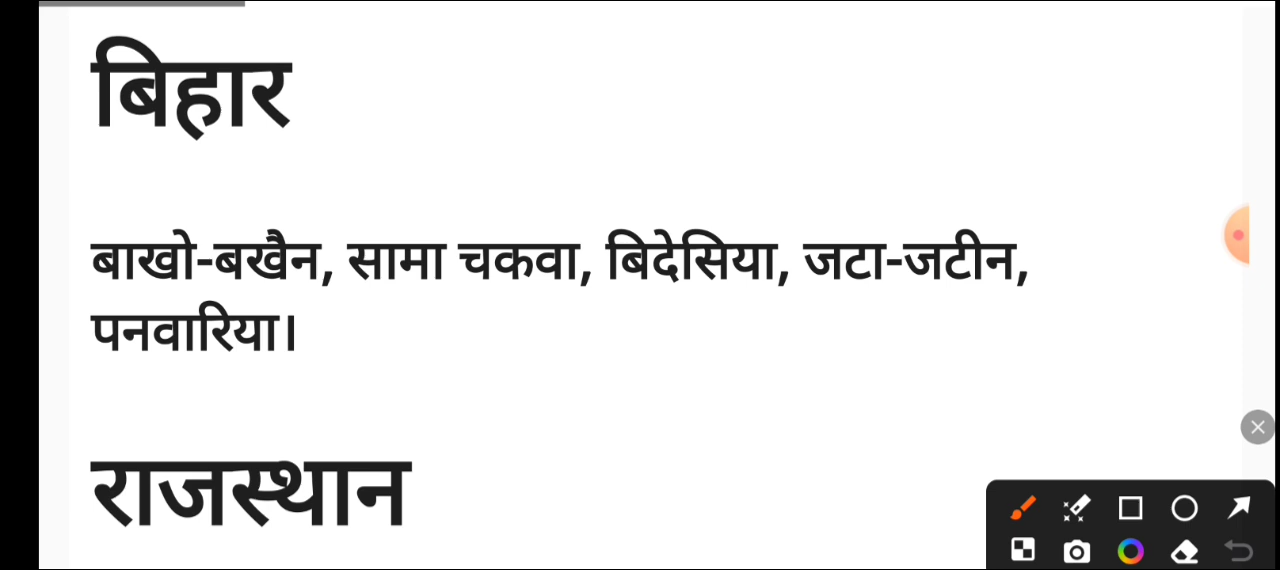 बिहार
बाखो-बखैन, सामा चकवा, बिदेसिया, जटा-जटीन,
पनवारिया।
राजस्थान